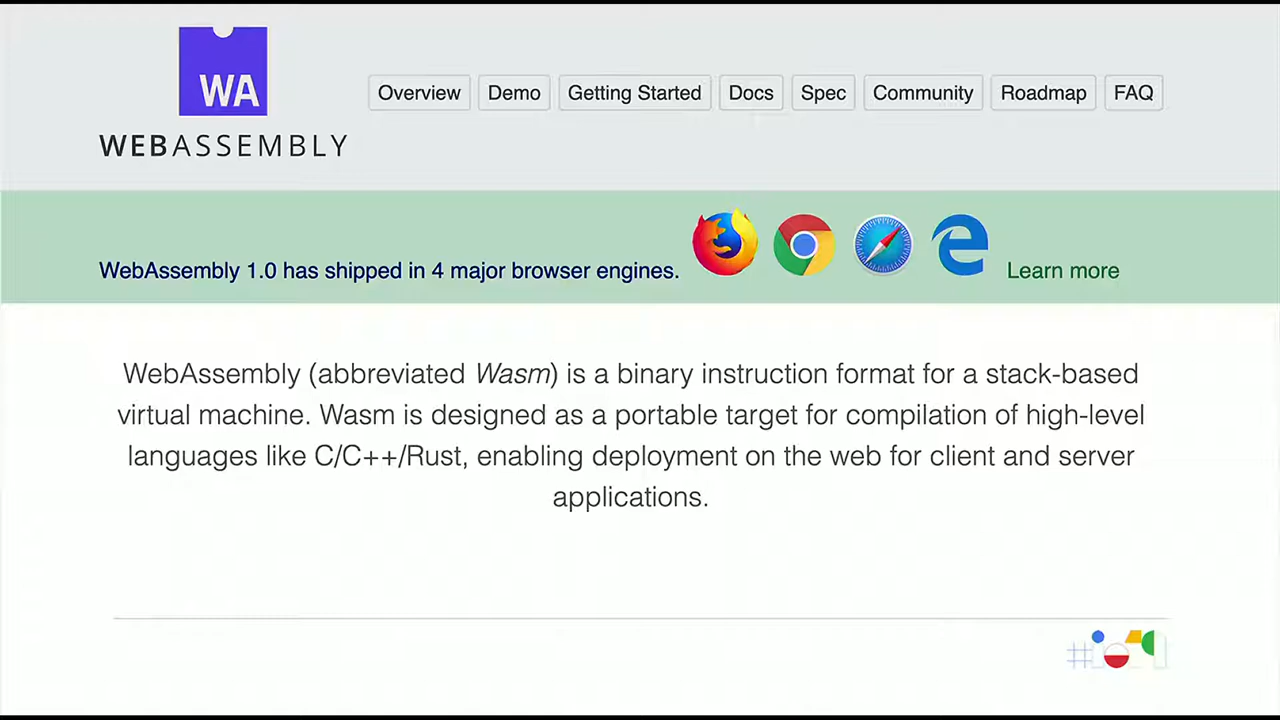 WA
WEBASSEMBLY
Overview Demo Getting Started Docs Spec Community Roadmap FAQ
WebAssembly 1.0 has shipped in 4 major browser engines. Learn more
WebAssembly (abbreviated Wasm) is a binary instruction format for a stack-based
virtual machine. Wasm is designed as a portable target for compilation of high-level
languages like C/C++/Rust, enabling deployment on the web for client and server
applications.
#io19